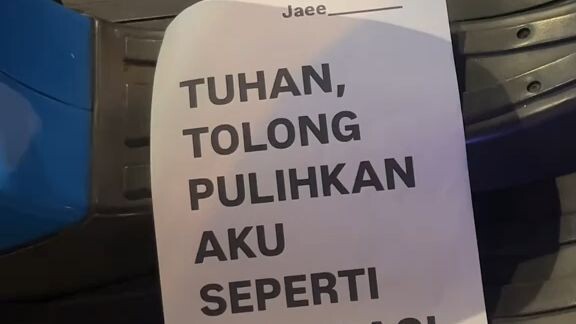 Jaee
TUHAN,
TOLONG
PULIHKAN
AKU
SEPERTI